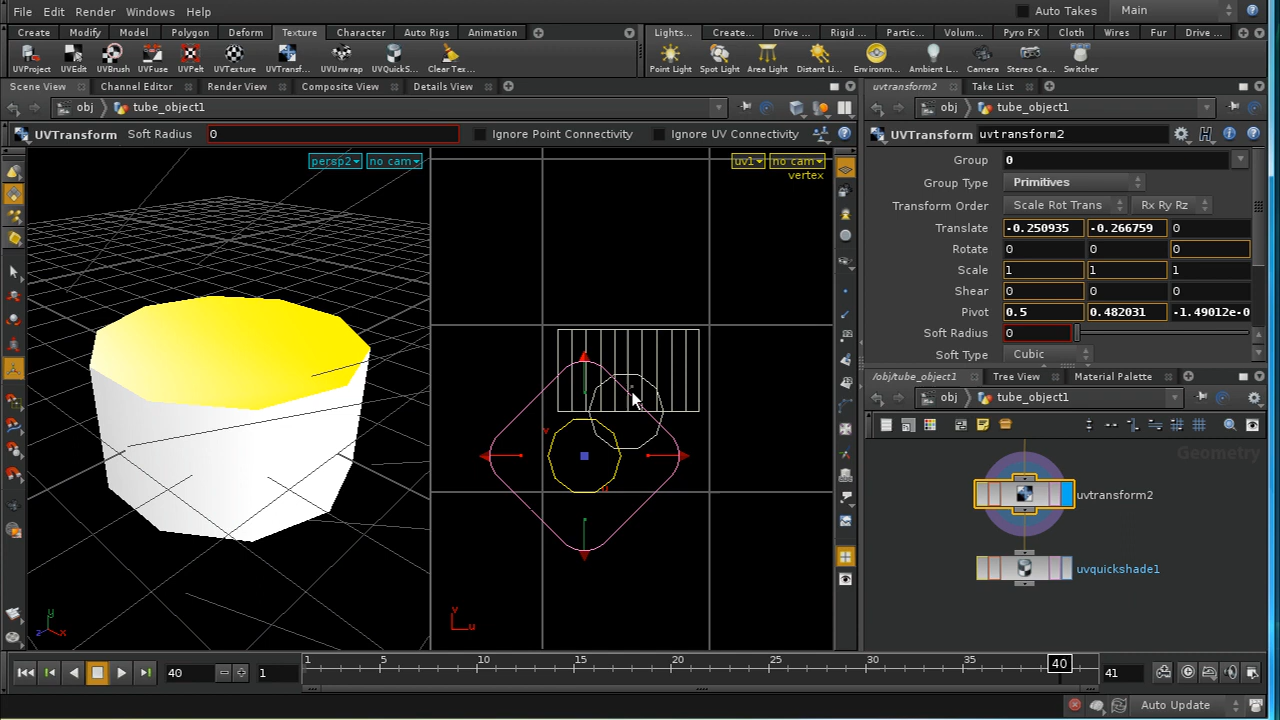 File Edit Render Windows Help Auto Takes Main
Create Modify Model Polygon Deform Texture Character Auto Rigs Animation Lights... Create... Drive ... Rigid ... Partic... Volum... Pyro FX Cloth Wires Fur Drive ...
UVProject UVEdit UVBrush UVFuse UVPelt UVTexture UVTransf... UVUnwrap UVQuickS... Clear Tex... Point Light Spot Light Area Light Distant Li... Environm... Ambient L... Camera Stereo Ca... Switcher
Scene View Channel Editor Render View Composite View Details View uvtransform2 Take List
obj tube_object1 obj tube_object1
UVTransform Soft Radius 0 Ignore Point Connectivity Ignore UV Connectivity UVTransform uvtransform2
persp2 no cam uv1 no cam
vertex
Group 0
Group Type Primitives
Transform Order Scale Rot Trans Rx Ry Rz
Translate -0.250935 -0.266759 0
Rotate 0 0 0
Scale 1 1 1
Shear 0 0 0
Pivot 0.5 0.482031 -1.49012e-0
Soft Radius 0
Soft Type Cubic
/obj/tube_object1 Tree View Material Palette
obj tube_object1
Geometry
uvtransform2
uvquickshade1
v
u
y
z x
v
u
1 5 10 15 20 25 30 35 40
40 1 41
Auto Update